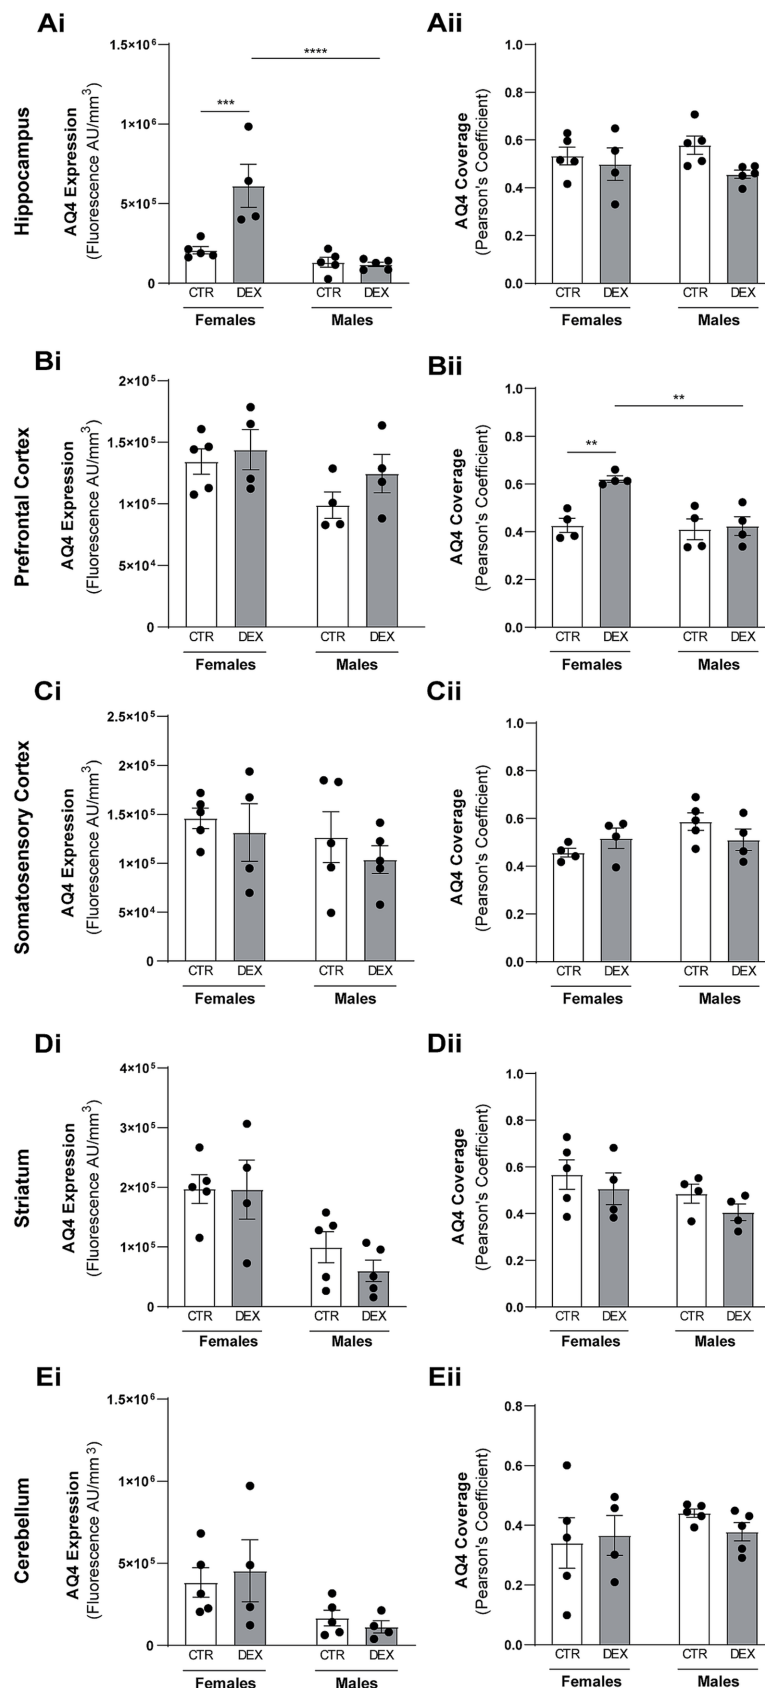 Ai
Aii
Hippocampus
AQ4 Expression
(Fluorescence AU/mm³)
1.5×10⁶
1×10⁶
5×10⁵
0
***
****
CTR
DEX
CTR
DEX
Females
Males
AQ4 Coverage
(Pearson's Coefficient)
1.0
0.8
0.6
0.4
0.2
0.0
CTR
DEX
CTR
DEX
Females
Males
Bi
Bii
Prefrontal Cortex
AQ4 Expression
(Fluorescence AU/mm³)
2×10⁵
1.5×10⁵
1×10⁵
5×10⁴
0
CTR
DEX
CTR
DEX
Females
Males
AQ4 Coverage
(Pearson's Coefficient)
1.0
0.8
0.6
0.4
0.2
0.0
**
**
CTR
DEX
CTR
DEX
Females
Males
Ci
Cii
Somatosensory Cortex
AQ4 Expression
(Fluorescence AU/mm³)
2.5×10⁵
2×10⁵
1.5×10⁵
1×10⁵
5×10⁴
0
CTR
DEX
CTR
DEX
Females
Males
AQ4 Coverage
(Pearson's Coefficient)
1.0
0.8
0.6
0.4
0.2
0.0
CTR
DEX
CTR
DEX
Females
Males
Di
Dii
Striatum
AQ4 Expression
(Fluorescence AU/mm³)
4×10⁵
3×10⁵
2×10⁵
1×10⁵
0
CTR
DEX
CTR
DEX
Females
Males
AQ4 Coverage
(Pearson's Coefficient)
1.0
0.8
0.6
0.4
0.2
0.0
CTR
DEX
CTR
DEX
Females
Males
Ei
Eii
Cerebellum
AQ4 Expression
(Fluorescence AU/mm ³)
1.5×10⁶
1×10⁶
5×10⁵
0
CTR
DEX
CTR
DEX
Females
Males
AQ4 Coverage
(Pearson's Coefficient)
0.8
0.6
0.4
0.2
0.0
CTR
DEX
CTR
DEX
Females
Males